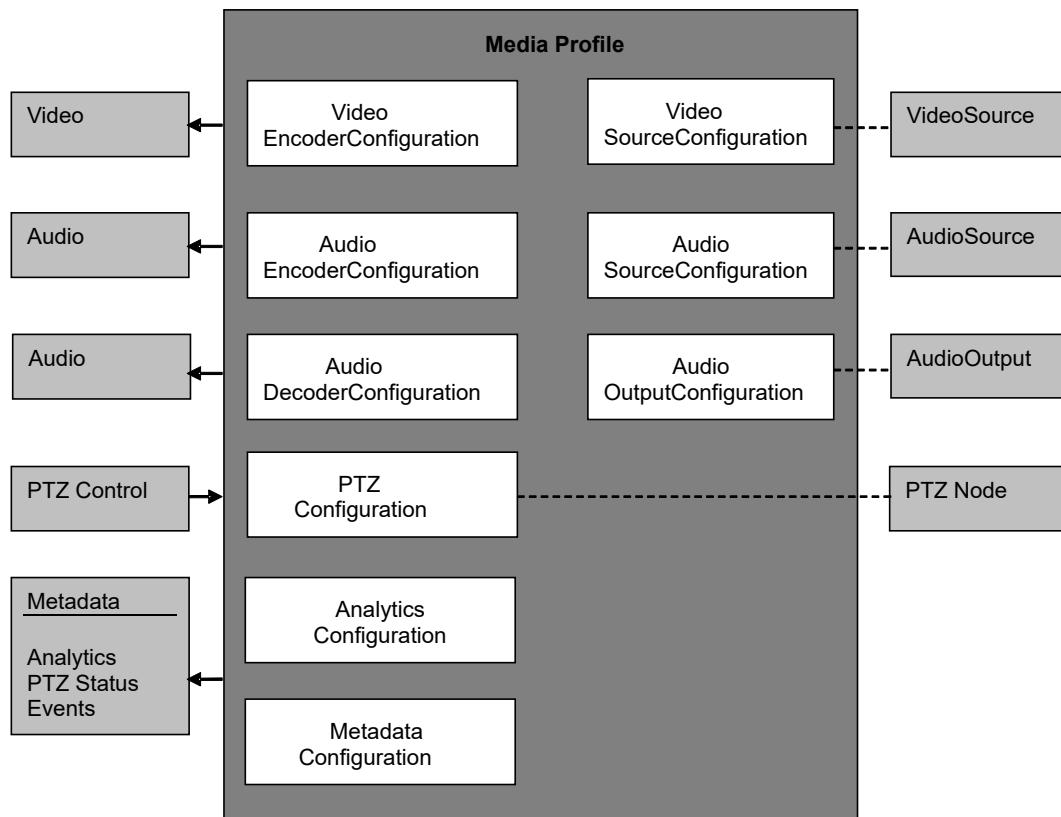 Media Profile
Video
Video
EncoderConfiguration
Video
SourceConfiguration
VideoSource
Audio
Audio
EncoderConfiguration
Audio
SourceConfiguration
AudioSource
Audio
Audio
DecoderConfiguration
Audio
OutputConfiguration
AudioOutput
PTZ Control
PTZ
Configuration
PTZ Node
Metadata
Analytics
PTZ Status
Events
Analytics
Configuration
Metadata
Configuration